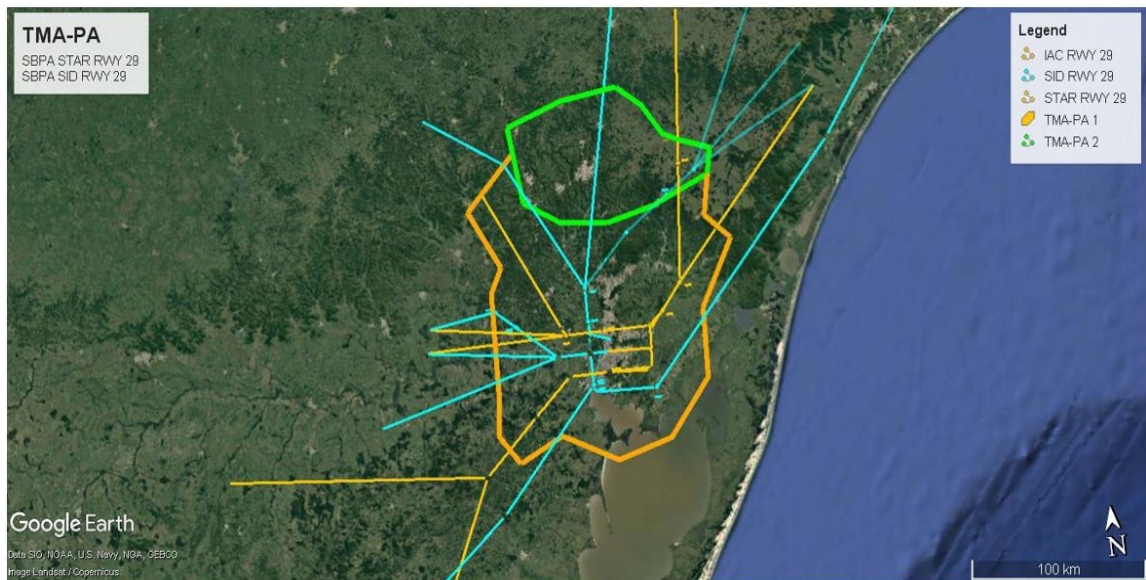 TMA-PA
SBPA STAR RWY 29
SBPA SID RWY 29
Legend
IAC RWY 29
SID RWY 29
STAR RWY 29
TMA-PA 1
TMA-PA 2
Google Earth
Data SIO, NOAA, U.S. Navy, NGA, GEBCO
Image Landsat / Copernicus
N
100 km